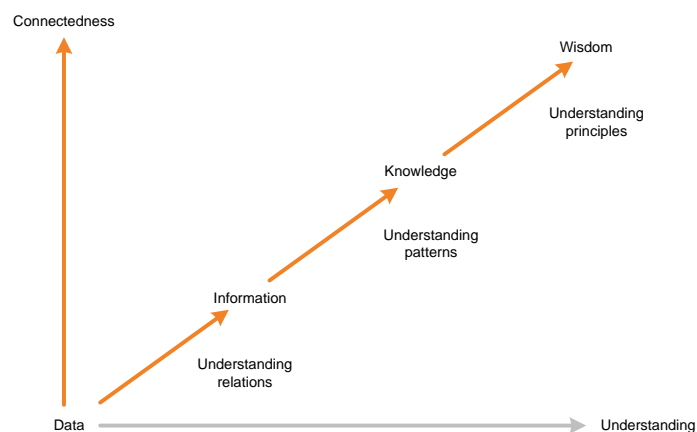 Connectedness
Wisdom
Understanding
principles
Knowledge
Understanding
patterns
Information
Understanding
relations
Data
Understanding